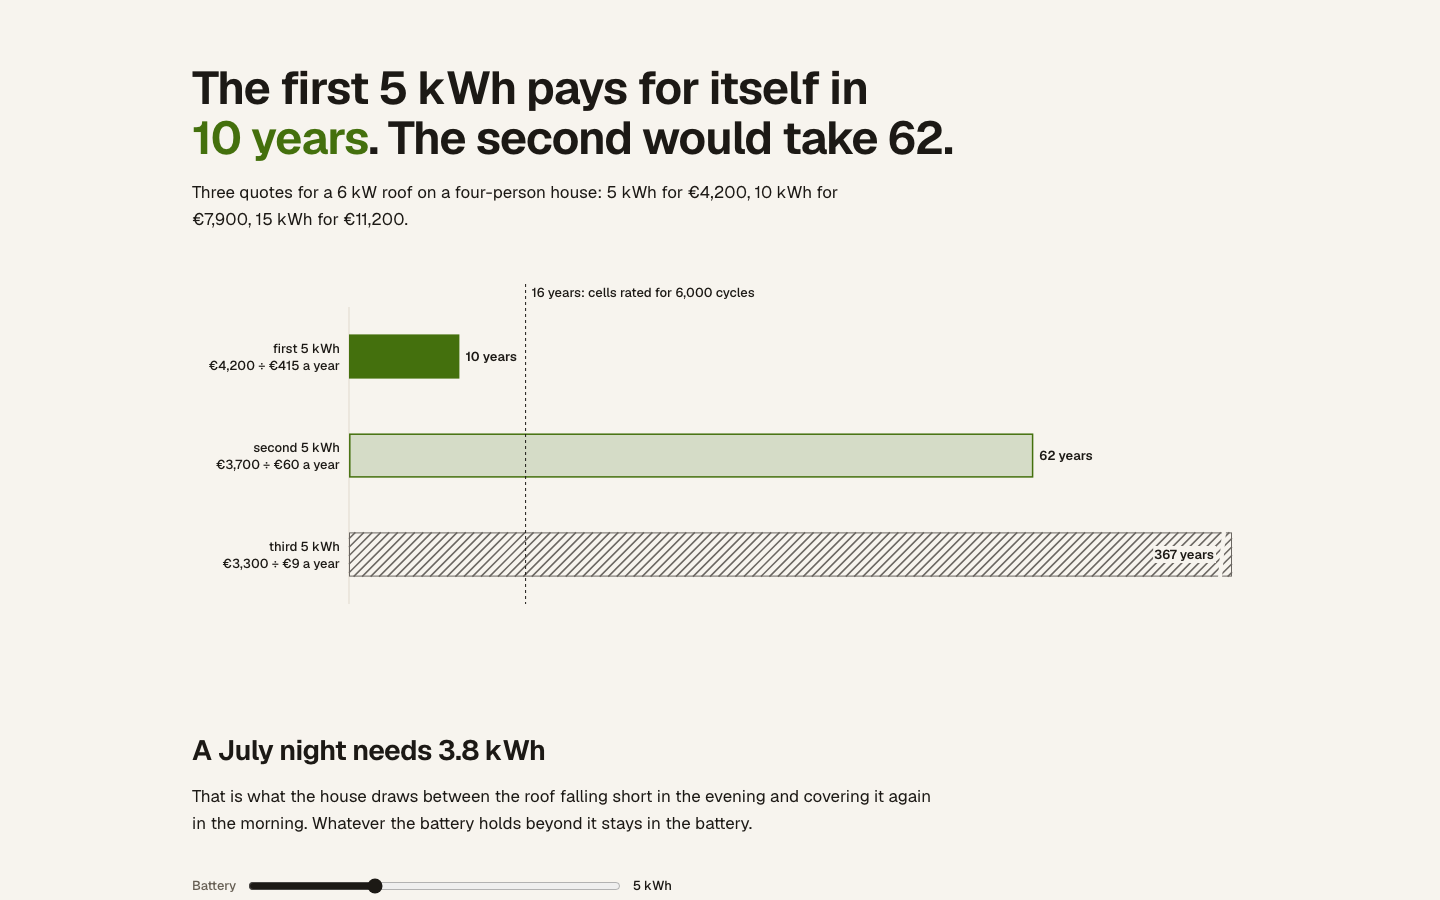 The first 5 kWh pays for itself in
10 years. The second would take 62.
Three quotes for a 6 kW roof on a four-person house: 5 kWh for €4,200, 10 kWh for
€7,900, 15 kWh for €11,200.
16 years: cells rated for 6,000 cycles
first 5 kWh
€4,200 ÷ €415 a year
10 years
second 5 kWh
€3,700 ÷ €60 a year
62 years
third 5 kWh
€3,300 ÷ €9 a year
367 years
A July night needs 3.8 kWh
That is what the house draws between the roof falling short in the evening and covering it again
in the morning. Whatever the battery holds beyond it stays in the battery.
Battery
5 kWh